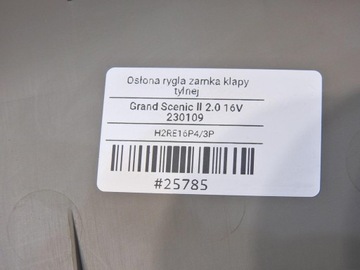 Osłona rygla zamka klapy
tylnej
Grand Scenic II 2.0 16V
230109
H2RE16P4/3P
#25785